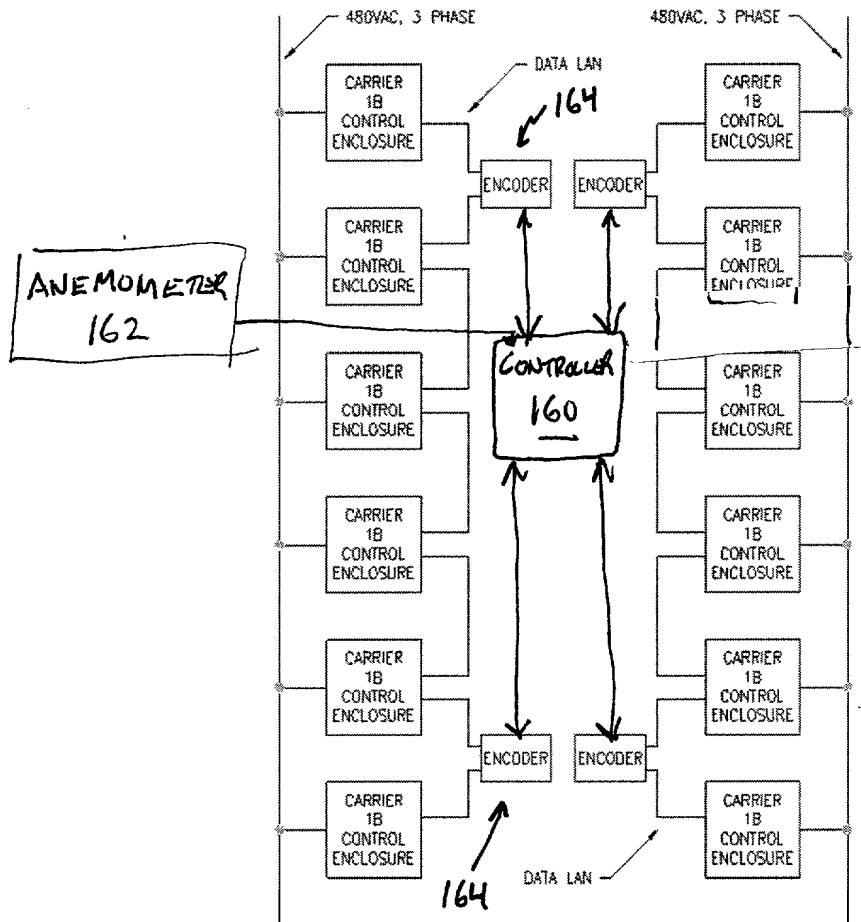 480VAC, 3 PHASE
480VAC, 3 PHASE
DATA LAN
164
CARRIER
1B
CONTROL
ENCLOSURE
CARRIER
1B
CONTROL
ENCLOSURE
ENCODER
ENCODER
CARRIER
1B
CONTROL
ENCLOSURE
CARRIER
1B
CONTROL
ENCLOSURE
ANEMOMETER
162
CONTROLLER
160
CARRIER
1B
CONTROL
ENCLOSURE
CARRIER
1B
CONTROL
ENCLOSURE
CARRIER
1B
CONTROL
ENCLOSURE
CARRIER
1B
CONTROL
ENCLOSURE
CARRIER
1B
CONTROL
ENCLOSURE
CARRIER
1B
CONTROL
ENCLOSURE
ENCODER
ENCODER
CARRIER
1B
CONTROL
ENCLOSURE
CARRIER
1B
CONTROL
ENCLOSURE
164
DATA LAN